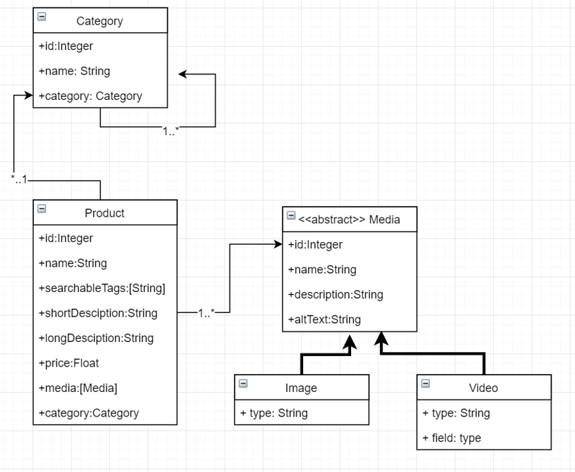 Category
+id:Integer
+name: String
+category: Category
1..*
*..1
Product
+id:Integer
+name:String
+searchableTags:[String]
+shortDesciption:String
+longDesciption:String
+price:Float
+media:[Media]
+category:Category
1..*
<<abstract>> Media
+id:Integer
+name:String
+description:String
+altText:String
Image
+ type: String
Video
+ type: String
+ field: type